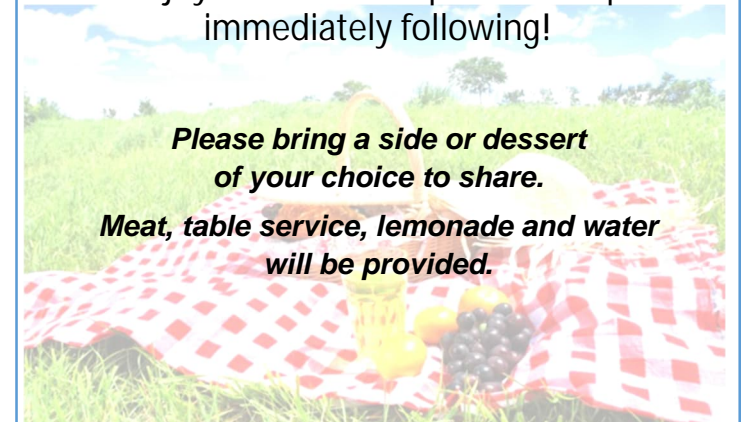 immediately following!
Please bring a side or dessert
of your choice to share.
Meat, table service, lemonade and water
will be provided.